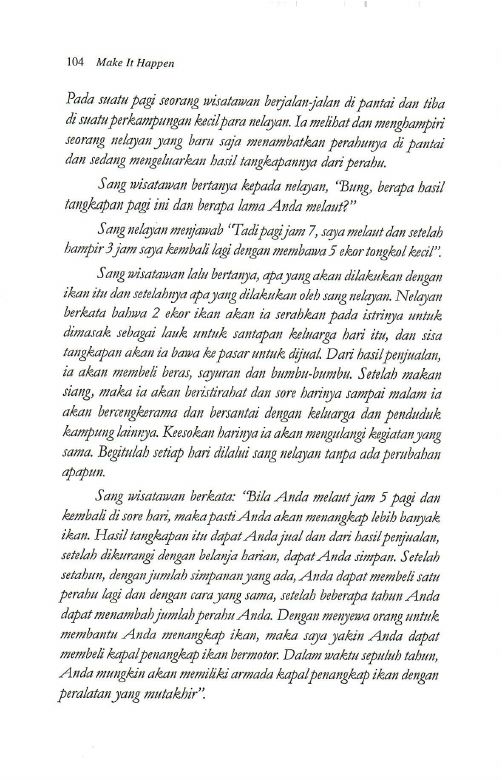 104 Make It Happen
Pada suatu pagi seorang wisatawan berjalan-jalan di pantai dan tiba
di suatu perkampungan kecil para nelayan. Ia melihat dan menghampiri
seorang nelayan yang baru saja menambatkan perahunya di pantai
dan sedang mengeluarkan hasil tangkapannya dari perahu.
Sang wisatawan bertanya kepada nelayan, “Bung, berapa hasil
tangkapan pagi ini dan berapa lama Anda melaut?”
Sang nelayan menjawab “Tadi pagi jam 7, saya melaut dan setelah
hampir 3 jam saya kembali lagi dengan membawa 5 ekor tongkol kecil”.
Sang wisatawan lalu bertanya, apa yang akan dilakukan dengan
ikan itu dan setelahnya apa yang dilakukan oleh sang nelayan. Nelayan
berkata bahwa 2 ekor ikan akan ia serahkan pada istrinya untuk
dimasak sebagai lauk untuk santapan keluarga hari itu, dan sisa
tangkapan akan ia bawa ke pasar untuk dijual. Dari hasil penjualan,
ia akan membeli beras, sayuran dan bumbu-bumbu. Setelah makan
siang, maka ia akan beristirahat dan sore harinya sampai malam ia
akan bercengkerama dan bersantai dengan keluarga dan penduduk
kampung lainnya. Keesokan harinya ia akan mengulangi kegiatan yang
sama. Begitulah setiap hari dilalui sang nelayan tanpa ada perubahan
apapun.
Sang wisatawan berkata: “Bila Anda melaut jam 5 pagi dan
kembali di sore hari, maka pasti Anda akan menangkap lebih banyak
ikan. Hasil tangkapan itu dapat Anda jual dan dari hasil penjualan,
setelah dikurangi dengan belanja harian, dapat Anda simpan. Setelah
setahun, dengan jumlah simpanan yang ada, Anda dapat membeli satu
perahu lagi dan dengan cara yang sama, setelah beberapa tahun Anda
dapat menambah jumlah perahu Anda. Dengan menyewa orang untuk
membantu Anda menangkap ikan, maka saya yakin Anda dapat
membeli kapal penangkap ikan bermotor. Dalam waktu sepuluh tahun,
Anda mungkin akan memiliki armada kapal penangkap ikan dengan
peralatan yang mutakhir”.